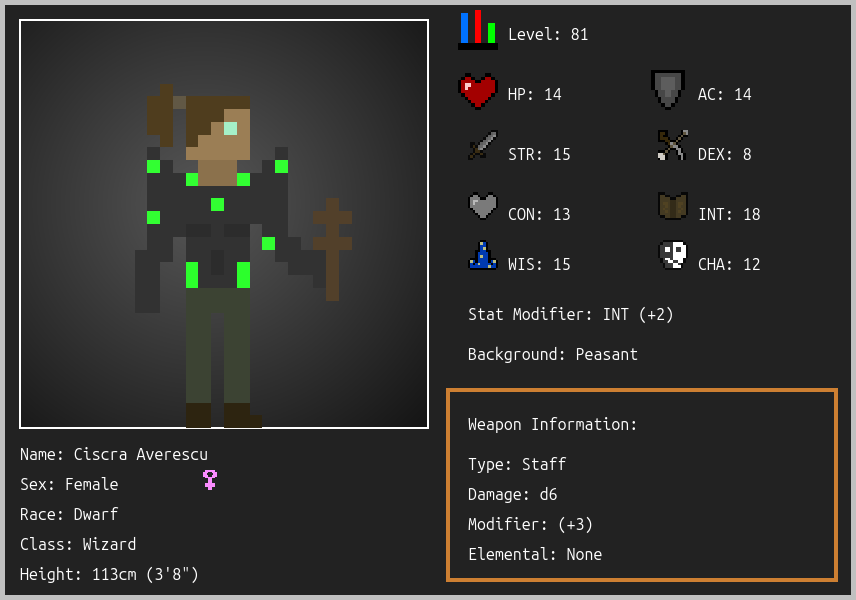 Level: 81
HP: 14
AC: 14
STR: 15
DEX: 8
CON: 13
INT: 18
WIS: 15
CHA: 12
Stat Modifier: INT (+2)
Background: Peasant
Weapon Information:
Type: Staff
Damage: d6
Modifier: (+3)
Elemental: None
Name: Ciscra Averescu
Sex: Female
Race: Dwarf
Class: Wizard
Height: 113cm (3'8")